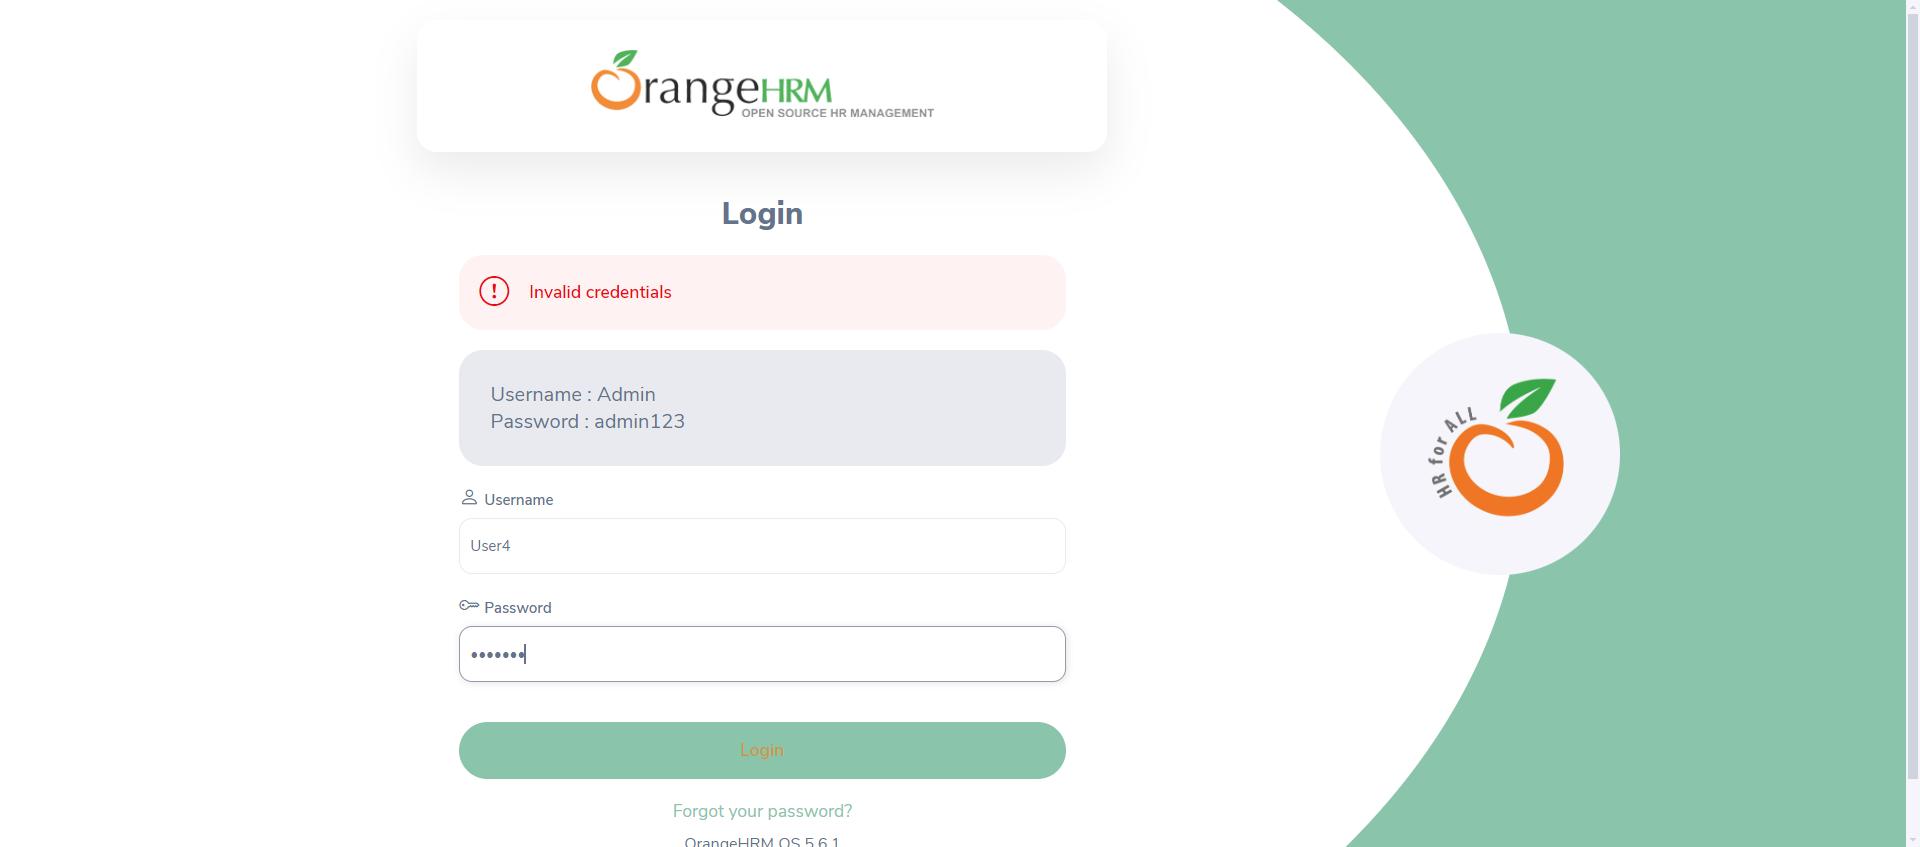 OrangeHRM
OPEN SOURCE HR MANAGEMENT
Login
Invalid credentials
Username : Admin
Password : admin123
Username
User4
Password
•••••••
Login
Forgot your password?
OrangeHRM OS 5.6.1
HR for ALL